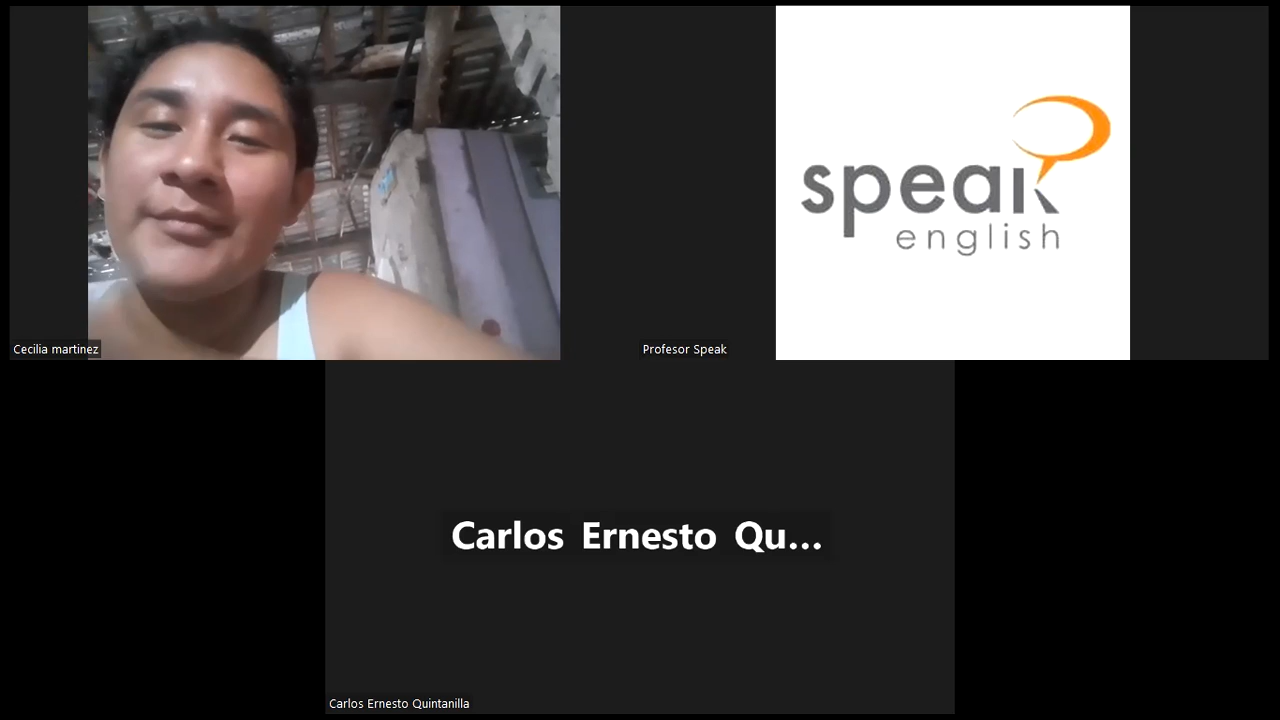 Cecilia martinez
speak
english
Profesor Speak
Carlos Ernesto Qu...
Carlos Ernesto Quintanilla